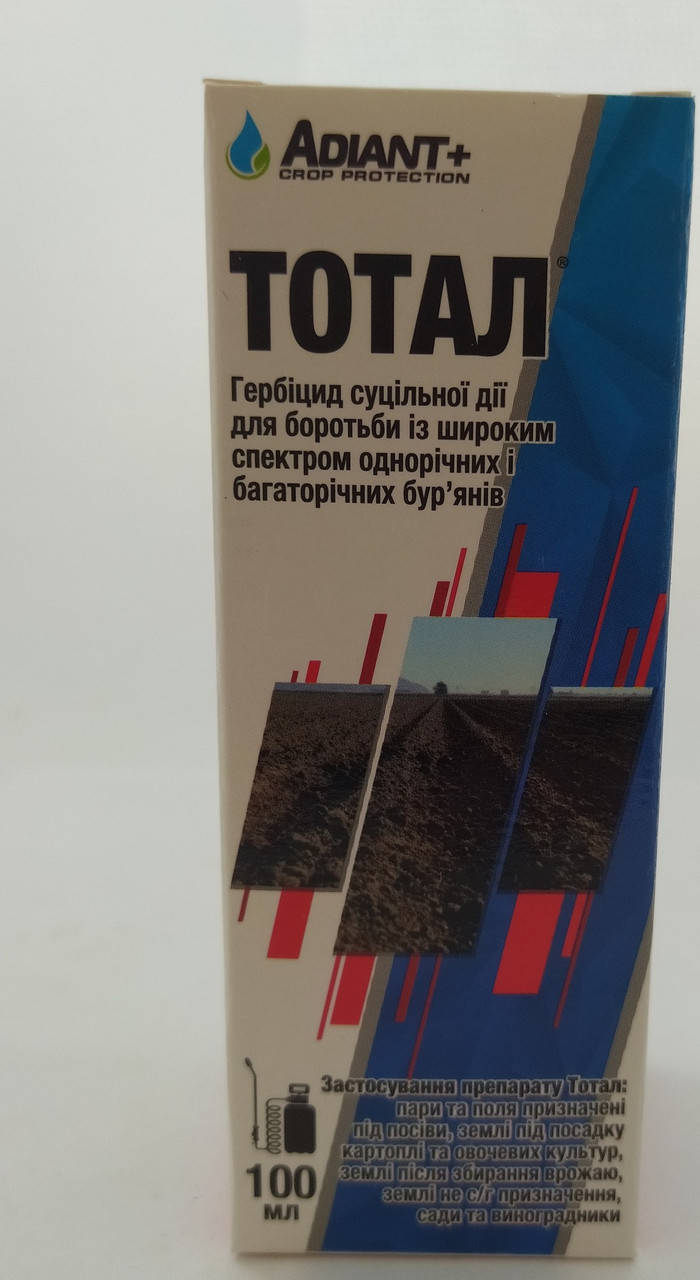 ADIANT+
CROP PROTECTION
ТОТАЛ®
Гербіцид суцільної дії
для боротьби із широким
спектром однорічних і
багаторічних бур’янів
Застосування препарату Тотал:
пари та поля призначені
під посіви, землі під посадку
картоплі та овочевих культур,
землі після збирання врожаю,
землі не с/г призначення,
сади та виноградники
100
мл